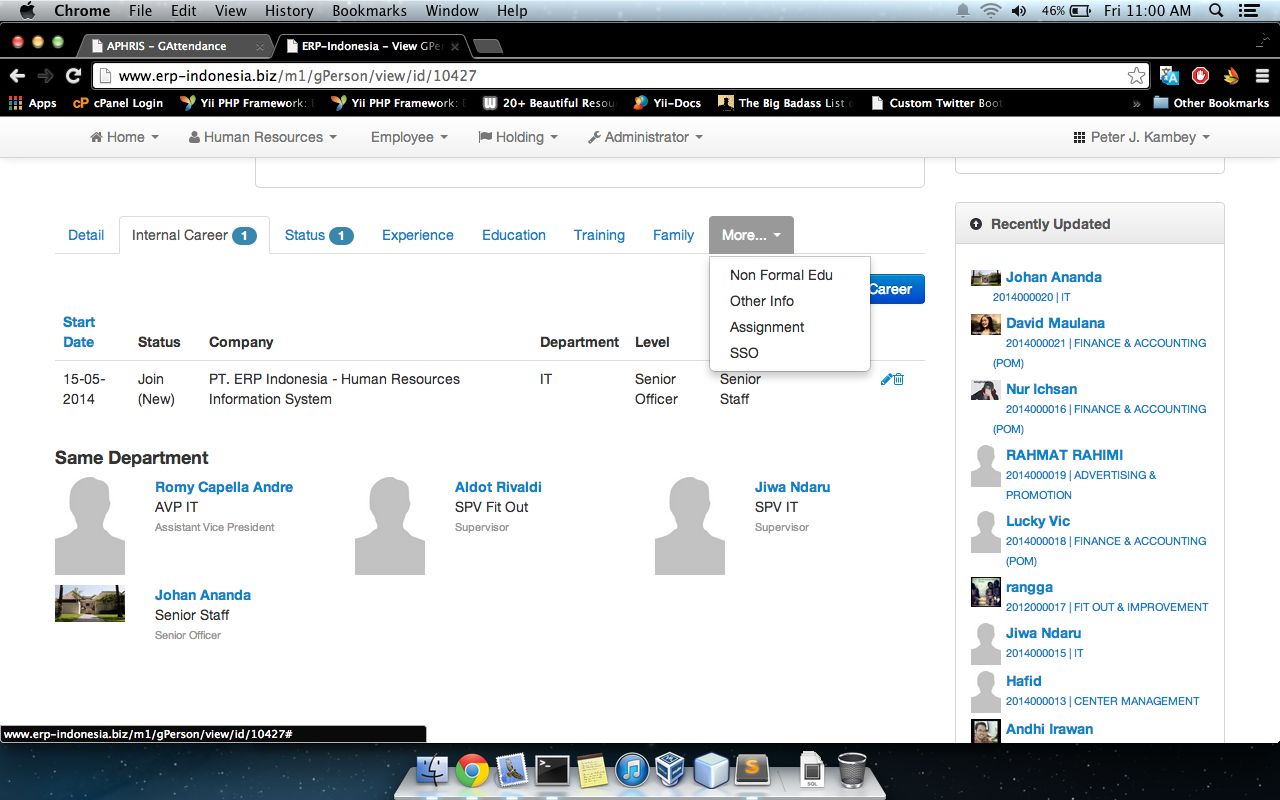 Chrome File Edit View History Bookmarks Window Help 46% Fri 11:00 AM
APHRIS – GAttendance ERP-Indonesia – View GPer
www.erp-indonesia.biz/m1/gPerson/view/id/10427
Apps cPanel Login Yii PHP Framework: Yii PHP Framework: 20+ Beautiful Resou Yii-Docs The Big Badass List o Custom Twitter Boot » Other Bookmarks
Home Human Resources Employee Holding Administrator Peter J. Kambey
Detail Internal Career 1 Status 1 Experience Education Training Family More...
Non Formal Edu
Other Info
Assignment
SSO
Career
Start
Date Status Company Department Level
15-05- Join PT. ERP Indonesia - Human Resources IT Senior Senior
2014 (New) Information System Officer Staff
Same Department
Romy Capella Andre
AVP IT
Assistant Vice President
Aldot Rivaldi
SPV Fit Out
Supervisor
Jiwa Ndaru
SPV IT
Supervisor
Johan Ananda
Senior Staff
Senior Officer
Recently Updated
Johan Ananda
2014000020 | IT
David Maulana
2014000021 | FINANCE & ACCOUNTING
(POM)
Nur Ichsan
2014000016 | FINANCE & ACCOUNTING
(POM)
RAHMAT RAHIMI
2014000019 | ADVERTISING &
PROMOTION
Lucky Vic
2014000018 | FINANCE & ACCOUNTING
(POM)
rangga
2012000017 | FIT OUT & IMPROVEMENT
Jiwa Ndaru
2014000015 | IT
Hafid
2014000013 | CENTER MANAGEMENT
Andhi Irawan
www.erp-indonesia.biz/m1/gPerson/view/id/10427#
SQL